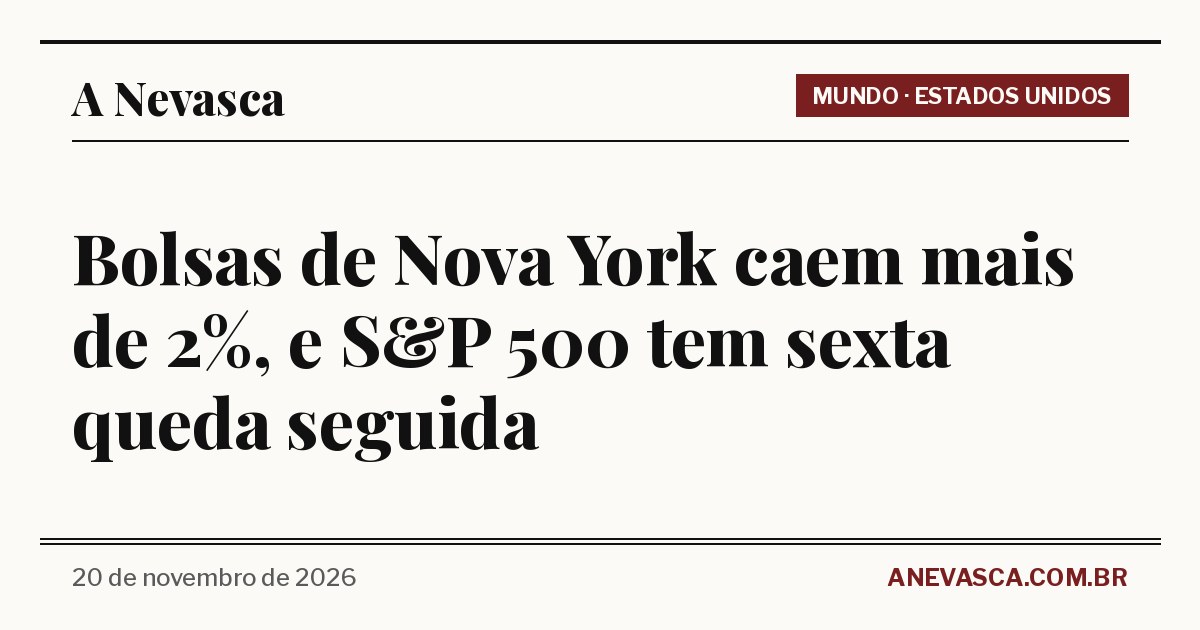 A Nevasca
MUNDO · ESTADOS UNIDOS
Bolsas de Nova York caem mais
de 2%, e S&P 500 tem sexta
queda seguida
20 de novembro de 2026
ANEVASCA.COM.BR